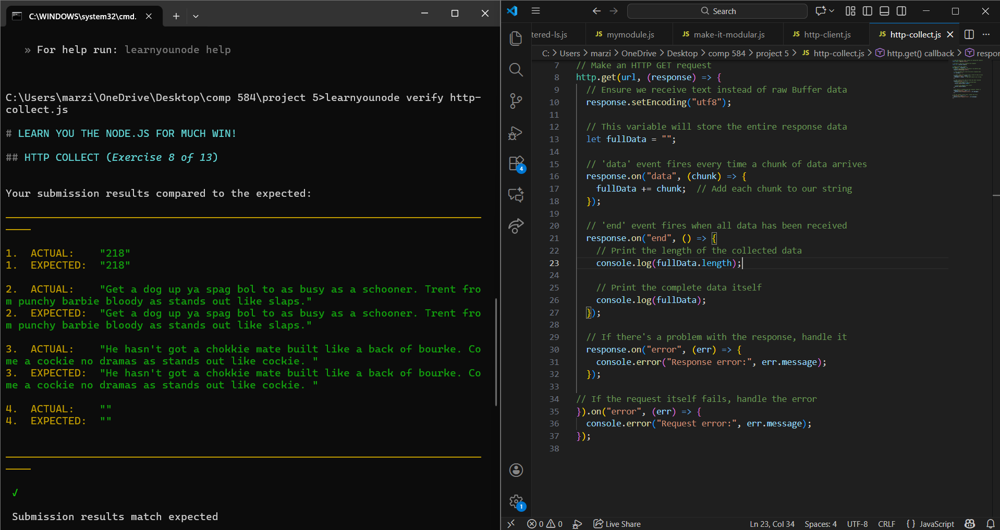 C:\WINDOWS\system32\cmd.
» For help run: learnyounode help
C:\Users\marzi\OneDrive\Desktop\comp 584\project 5>learnyounode verify http-
collect.js
# LEARN YOU THE NODE.JS FOR MUCH WIN!
## HTTP COLLECT (Exercise 8 of 13)
Your submission results compared to the expected:
1.  ACTUAL:    "218"
1.  EXPECTED:  "218"
2.  ACTUAL:    "Get a dog up ya spag bol to as busy as a schooner. Trent fro
m punchy barbie bloody as stands out like slaps."
2.  EXPECTED:  "Get a dog up ya spag bol to as busy as a schooner. Trent fro
m punchy barbie bloody as stands out like slaps."
3.  ACTUAL:    "He hasn't got a chokkie mate built like a back of bourke. Co
me a cockie no dramas as stands out like cockie. "
3.  EXPECTED:  "He hasn't got a chokkie mate built like a back of bourke. Co
me a cockie no dramas as stands out like cockie. "
4.  ACTUAL:    ""
4.  EXPECTED:  ""
√
Submission results match expected
Search
tered-ls.js
JS mymodule.js
JS make-it-modular.js
JS http-client.js
JS http-collect.js
C: > Users > marzi > OneDrive > Desktop > comp 584 > project 5 > JS http-collect.js > http.get() callback > respor
7 // Make an HTTP GET request
8 http.get(url, (response) => {
9   // Ensure we receive text instead of raw Buffer data
10   response.setEncoding("utf8");
11
12   // This variable will store the entire response data
13   let fullData = "";
14
15   // 'data' event fires every time a chunk of data arrives
16   response.on("data", (chunk) => {
17     fullData += chunk;  // Add each chunk to our string
18   });
19
20   // 'end' event fires when all data has been received
21   response.on("end", () => {
22     // Print the length of the collected data
23     console.log(fullData.length);
24
25     // Print the complete data itself
26     console.log(fullData);
27   });
28
29   // If there's a problem with the response, handle it
30   response.on("error", (err) => {
31     console.error("Response error:", err.message);
32   });
33
34 // If the request itself fails, handle the error
35 }).on("error", (err) => {
36   console.error("Request error:", err.message);
37 });
38
4
1
0 0
Live Share
Ln 23, Col 34
Spaces: 4
UTF-8
CRLF
{} JavaScript